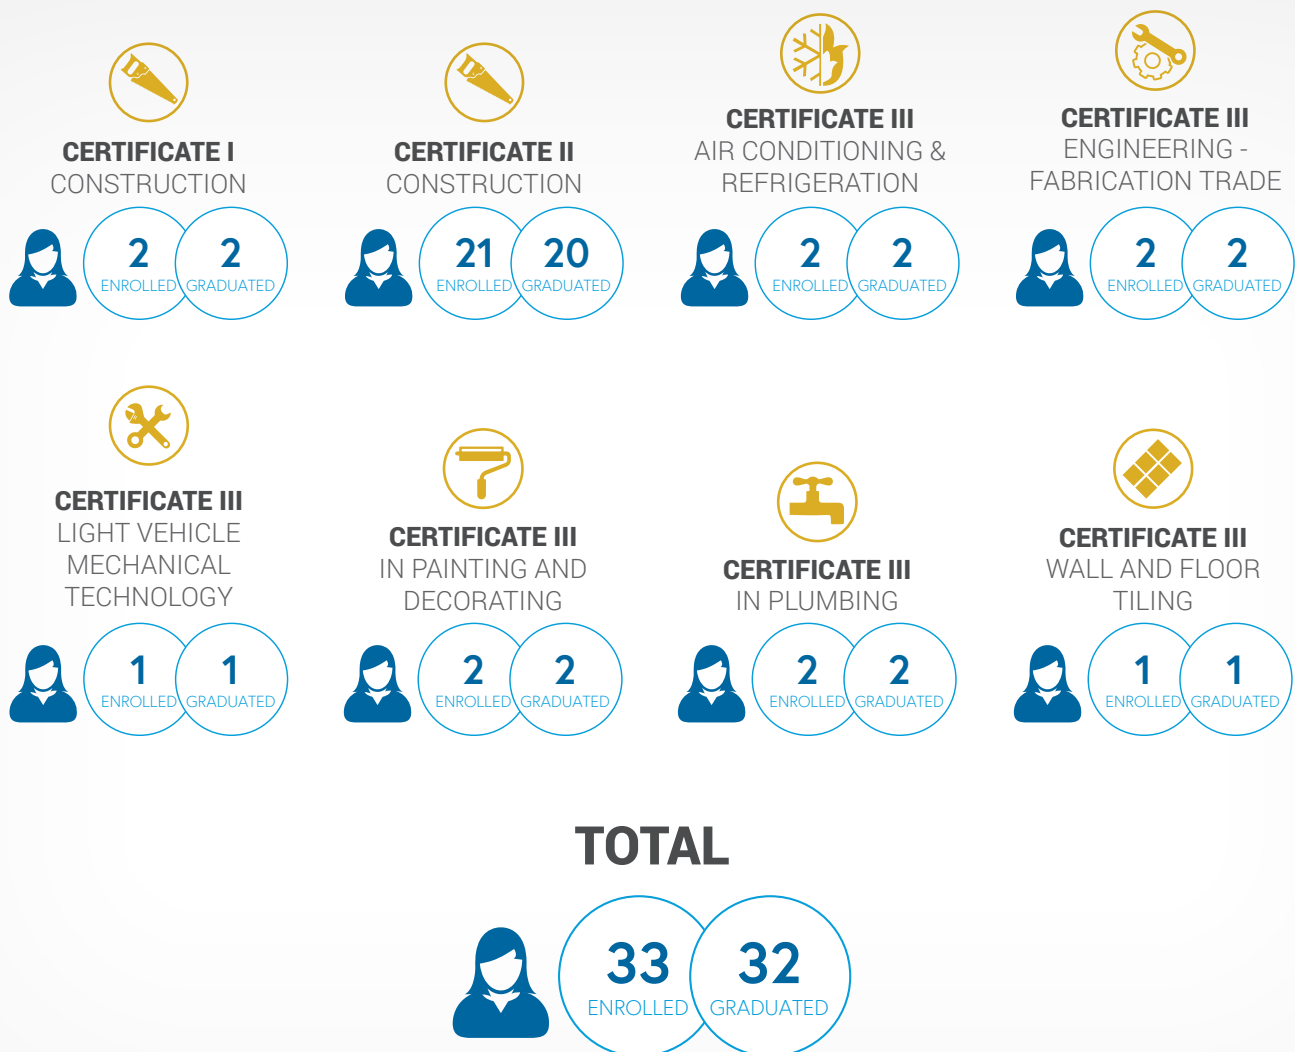 CERTIFICATE I
CONSTRUCTION
2
ENROLLED
2
GRADUATED
CERTIFICATE II
CONSTRUCTION
21
ENROLLED
20
GRADUATED
CERTIFICATE III
AIR CONDITIONING &
REFRIGERATION
2
ENROLLED
2
GRADUATED
CERTIFICATE III
ENGINEERING -
FABRICATION TRADE
2
ENROLLED
2
GRADUATED
CERTIFICATE III
LIGHT VEHICLE
MECHANICAL
TECHNOLOGY
1
ENROLLED
1
GRADUATED
CERTIFICATE III
IN PAINTING AND
DECORATING
2
ENROLLED
2
GRADUATED
CERTIFICATE III
IN PLUMBING
2
ENROLLED
2
GRADUATED
CERTIFICATE III
WALL AND FLOOR
TILING
1
ENROLLED
1
GRADUATED
TOTAL
33
ENROLLED
32
GRADUATED